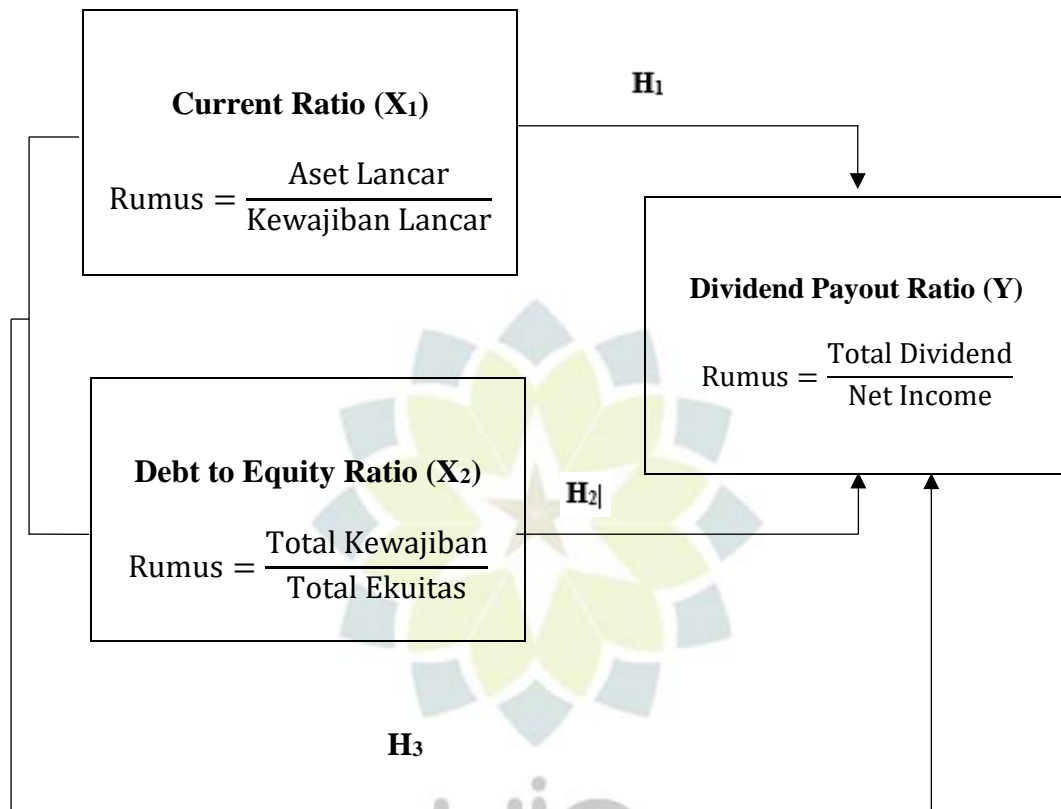 H₁
Current Ratio (X₁)
Rumus = Aset Lancar / Kewajiban Lancar
Dividend Payout Ratio (Y)
Rumus = Total Dividend / Net Income
Debt to Equity Ratio (X₂)
H₂|
Rumus = Total Kewajiban / Total Ekuitas
H₃